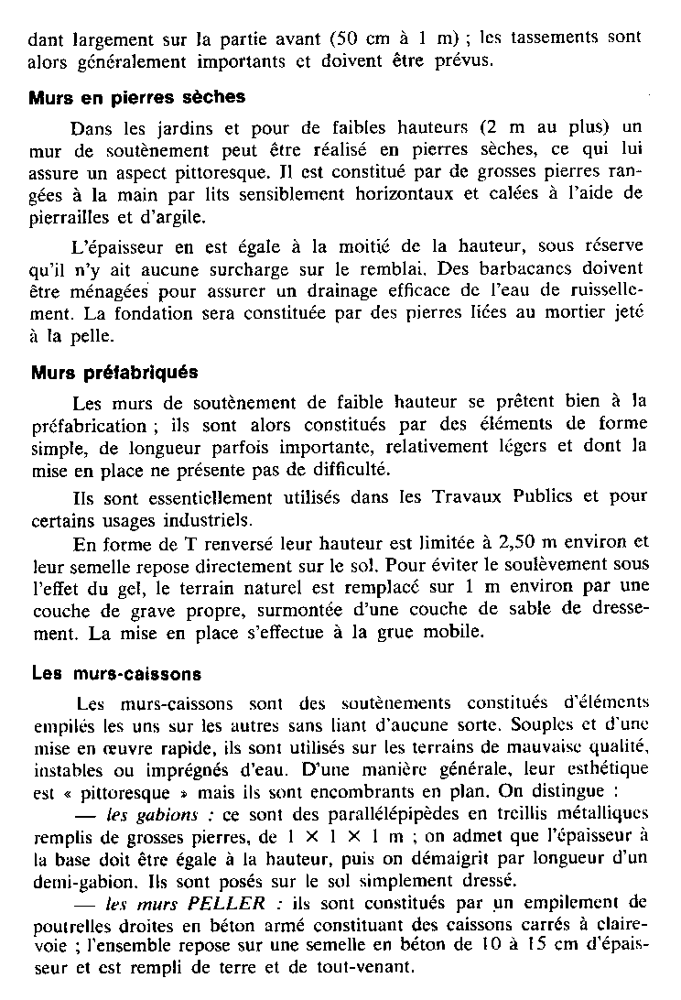 dant largement sur la partie avant (50 cm à 1 m) ; les tassements sont
alors généralement importants et doivent être prévus.
Murs en pierres sèches
Dans les jardins et pour de faibles hauteurs (2 m au plus) un
mur de soutènement peut être réalisé en pierres sèches, ce qui lui
assure un aspect pittoresque. Il est constitué par de grosses pierres ran-
gées à la main par lits sensiblement horizontaux et calées à l'aide de
pierrailles et d'argile.
L'épaisseur en est égale à la moitié de la hauteur, sous réserve
qu'il n'y ait aucune surcharge sur le remblai. Des barbacanes doivent
être ménagées pour assurer un drainage efficace de l'eau de ruisselle-
ment. La fondation sera constituée par des pierres liées au mortier jeté
à la pelle.
Murs préfabriqués
Les murs de soutènement de faible hauteur se prêtent bien à la
préfabrication ; ils sont alors constitués par des éléments de forme
simple, de longueur parfois importante, relativement légers et dont la
mise en place ne présente pas de difficulté.
Ils sont essentiellement utilisés dans les Travaux Publics et pour
certains usages industriels.
En forme de T renversé leur hauteur est limitée à 2,50 m environ et
leur semelle repose directement sur le sol. Pour éviter le soulèvement sous
l'effet du gel, le terrain naturel est remplacé sur 1 m environ par une
couche de grave propre, surmontée d'une couche de sable de dresse-
ment. La mise en place s'effectue à la grue mobile.
Les murs-caissons
Les murs-caissons sont des soutènements constitués d'éléments
empilés les uns sur les autres sans liant d'aucune sorte. Souples et d'une
mise en œuvre rapide, ils sont utilisés sur les terrains de mauvaise qualité,
instables ou imprégnés d'eau. D'une manière générale, leur esthétique
est « pittoresque » mais ils sont encombrants en plan. On distingue :
— les gabions : ce sont des parallélépipèdes en treillis métalliques
remplis de grosses pierres, de 1 × 1 × 1 m ; on admet que l'épaisseur à
la base doit être égale à la hauteur, puis on démaigrit par longueur d'un
demi-gabion. Ils sont posés sur le sol simplement dressé.
— les murs PELLER : ils sont constitués par un empilement de
poutrelles droites en béton armé constituant des caissons carrés à claire-
voie ; l'ensemble repose sur une semelle en béton de 10 à 15 cm d'épais-
seur et est rempli de terre et de tout-venant.